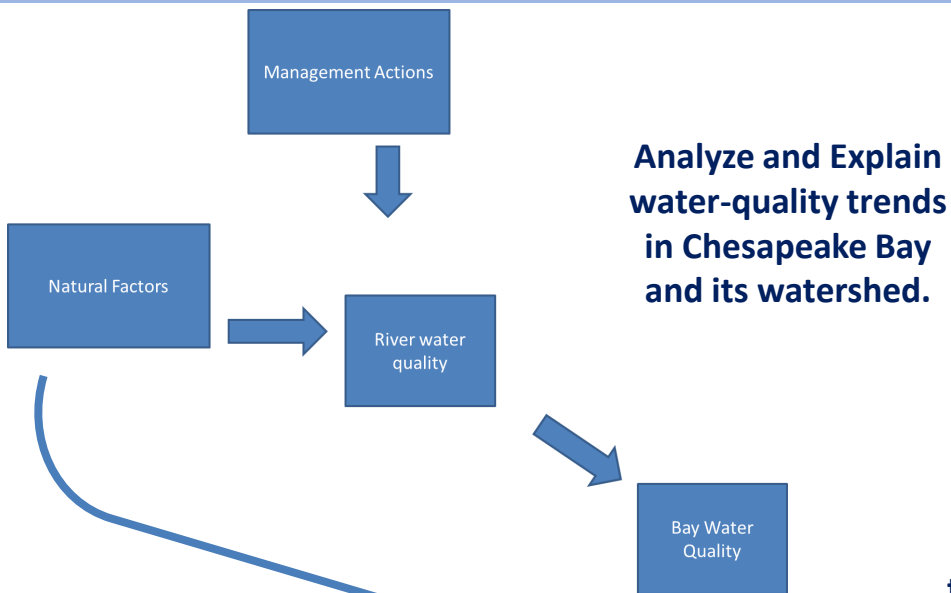 Management Actions
Analyze and Explain
water-quality trends
in Chesapeake Bay
and its watershed.
Natural Factors
River water
quality
Bay Water
Quality